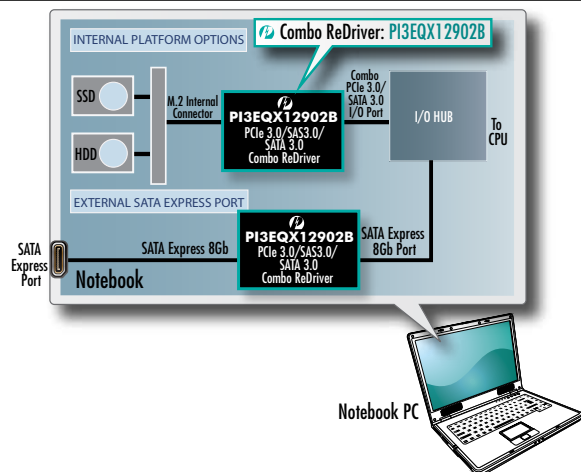 INTERNAL PLATFORM OPTIONS
Combo ReDriver: PI3EQX12902B
SSD
HDD
M.2 Internal
Connector
PI3EQX12902B
PCIe 3.0/SAS3.0/
SATA 3.0
Combo ReDriver
Combo
PCIe 3.0/
SATA 3.0
I/O Port
I/O HUB
To
CPU
EXTERNAL SATA EXPRESS PORT
SATA
Express
Port
SATA Express 8Gb
PI3EQX12902B
PCIe 3.0/SAS3.0/
SATA 3.0
Combo ReDriver
SATA Express
8Gb Port
Notebook
Notebook PC